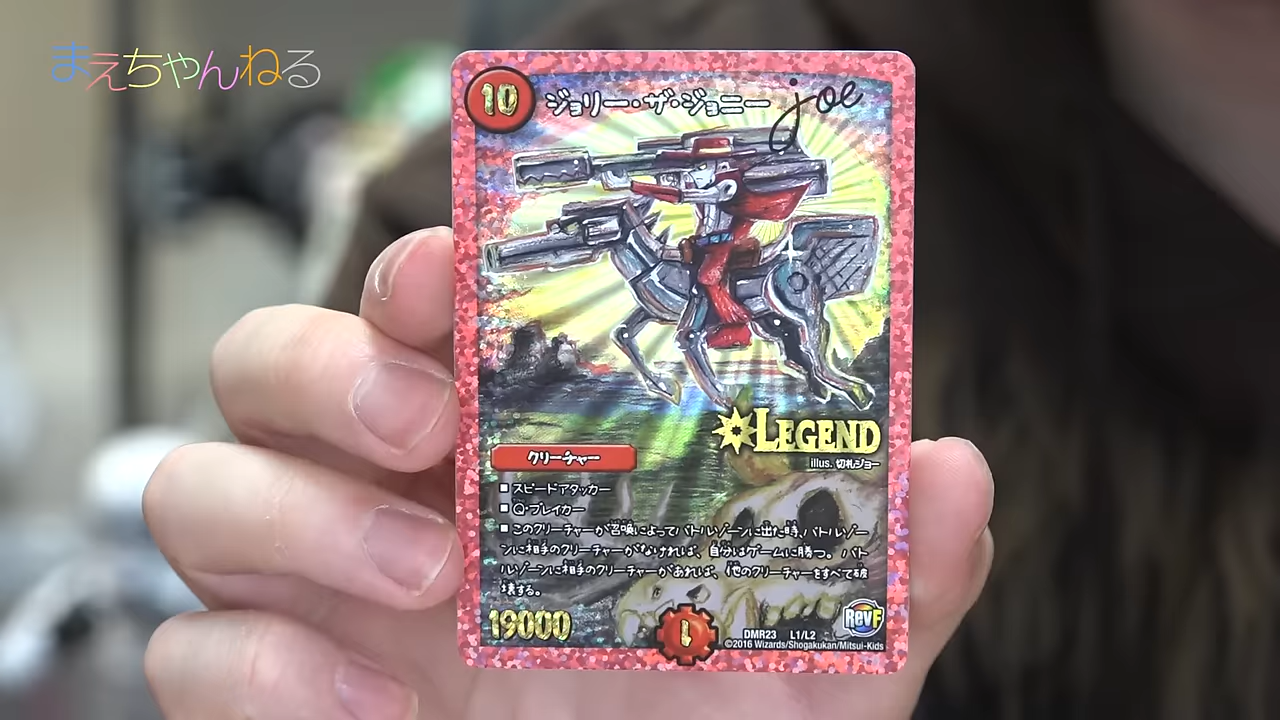 まえちゃんねる
10
ジョリー・ザ・ジョニー
joe
LEGEND
illus. 切札ジョー
クリーチャー
■ スピードアタッカー
■ Q・ブレイカー
■ このクリーチャーが召喚によってバトルゾーンに出た時、バトルゾー
ンに相手のクリーチャーがなければ、自分はゲームに勝つ。バト
ルゾーンに相手のクリーチャーがあれば、他のクリーチャーをすべて破
壊する。
19000
1
RevF
DMR23 L1/L2
©2016 Wizards/Shogakukan/Mitsui-Kids